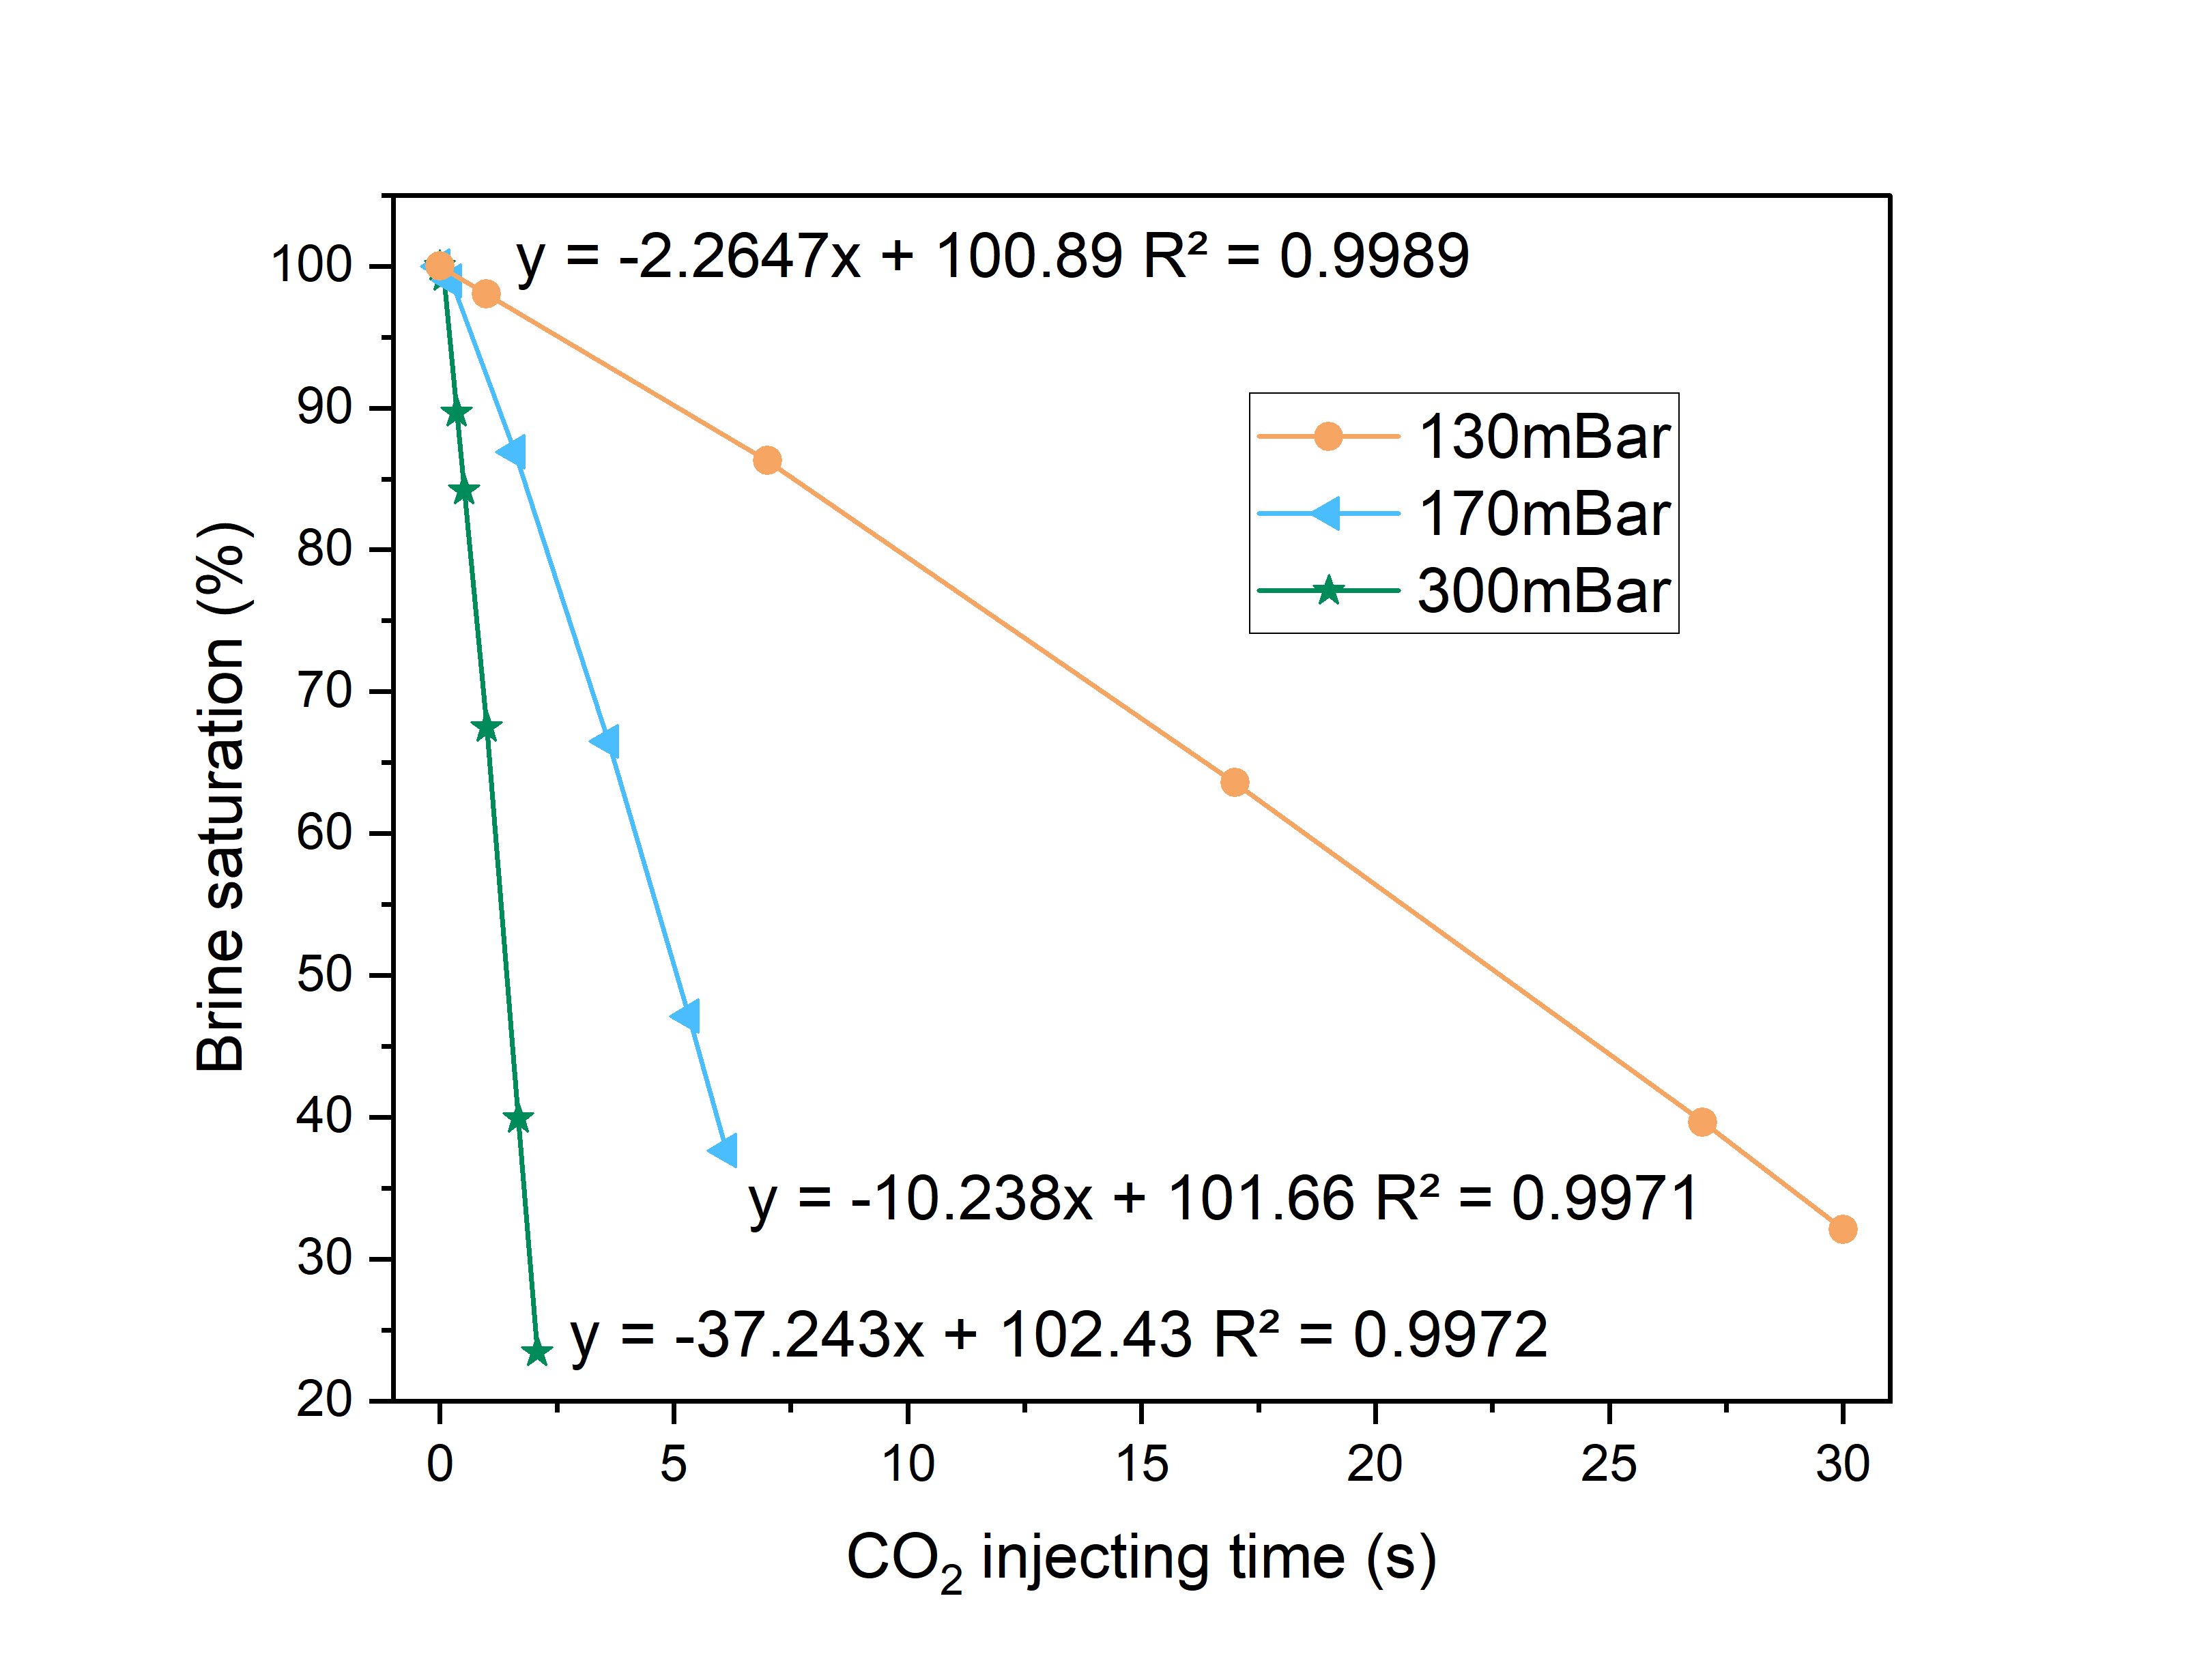 y = -2.2647x + 100.89 R² = 0.9989
100
90
80
70
60
50
40
30
20
Brine saturation (%)
130mBar
170mBar
300mBar
y = -10.238x + 101.66 R² = 0.9971
y = -37.243x + 102.43 R² = 0.9972
0 5 10 15 20 25 30
CO₂ injecting time (s)